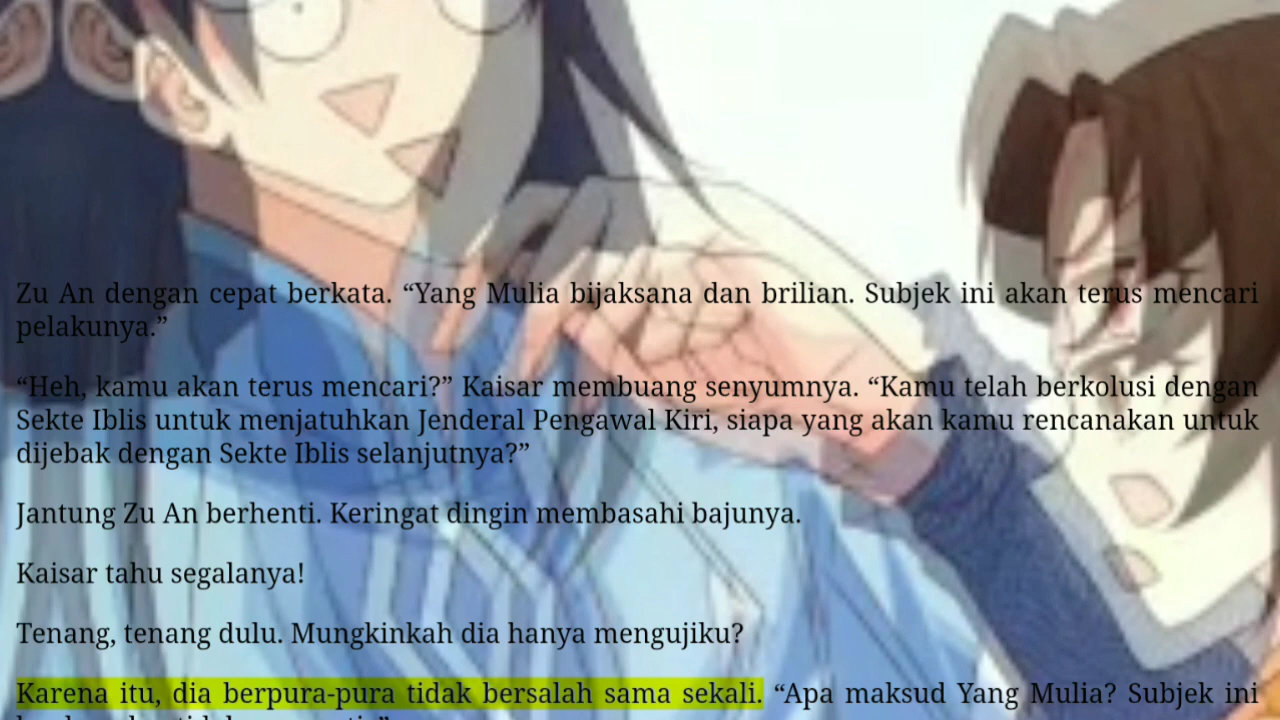 Zu An dengan cepat berkata. “Yang Mulia bijaksana dan brilian. Subjek ini akan terus mencari
pelakunya.”
“Heh, kamu akan terus mencari?” Kaisar membuang senyumnya. “Kamu telah berkolusi dengan
Sekte Iblis untuk menjatuhkan Jenderal Pengawal Kiri, siapa yang akan kamu rencanakan untuk
dijebak dengan Sekte Iblis selanjutnya?”
Jantung Zu An berhenti. Keringat dingin membasahi bajunya.
Kaisar tahu segalanya!
Tenang, tenang dulu. Mungkinkah dia hanya mengujiku?
Karena itu, dia berpura-pura tidak bersalah sama sekali. “Apa maksud Yang Mulia? Subjek ini